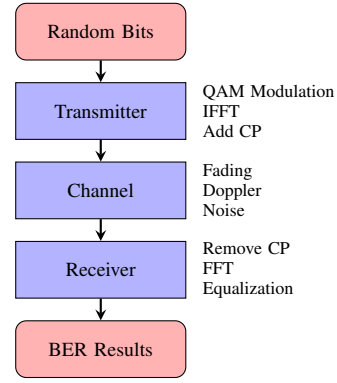 Random Bits
Transmitter
QAM Modulation
IFFT
Add CP
Channel
Fading
Doppler
Noise
Receiver
Remove CP
FFT
Equalization
BER Results